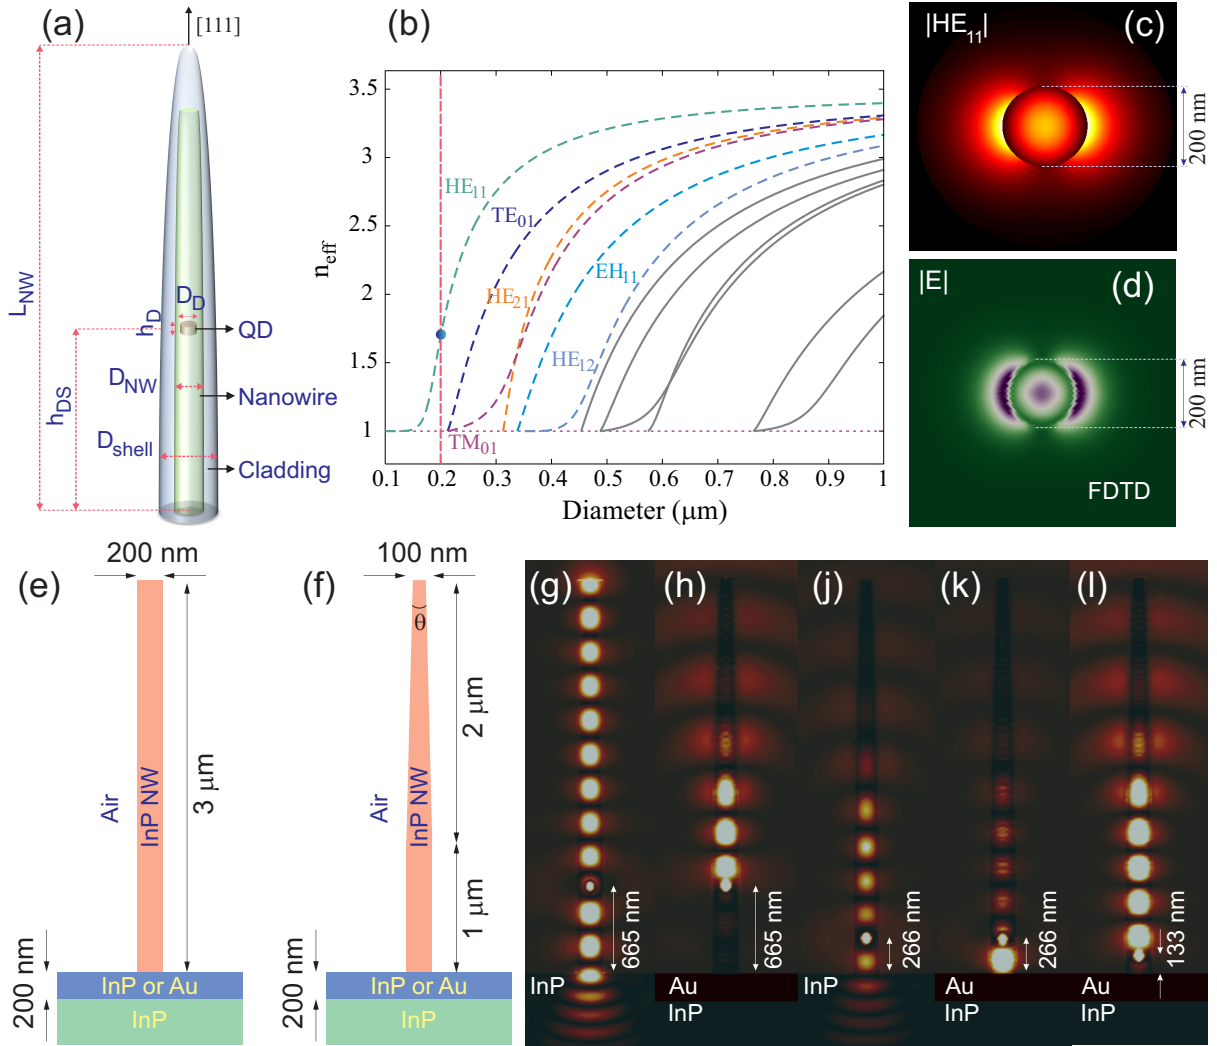 (a)
[111]
L_NW
h_D
D_D
QD
D_NW
Nanowire
h_DS
D_shell
Cladding
(b)
n_eff
3.5
3
2.5
2
1.5
1
HE_11
TE_01
HE_21
EH_11
HE_12
TM_01
0.1 0.2 0.3 0.4 0.5 0.6 0.7 0.8 0.9 1
Diameter (μm)
|HE_11|
(c)
200 nm
|E|
(d)
200 nm
FDTD
(e)
200 nm
Air
InP NW
3 μm
200 nm
InP or Au
InP
(f)
100 nm
θ
Air
InP NW
2 μm
1 μm
200 nm
InP or Au
InP
(g)
665 nm
InP
(h)
665 nm
Au
InP
(j)
266 nm
InP
(k)
266 nm
Au
InP
(l)
133 nm
Au
InP